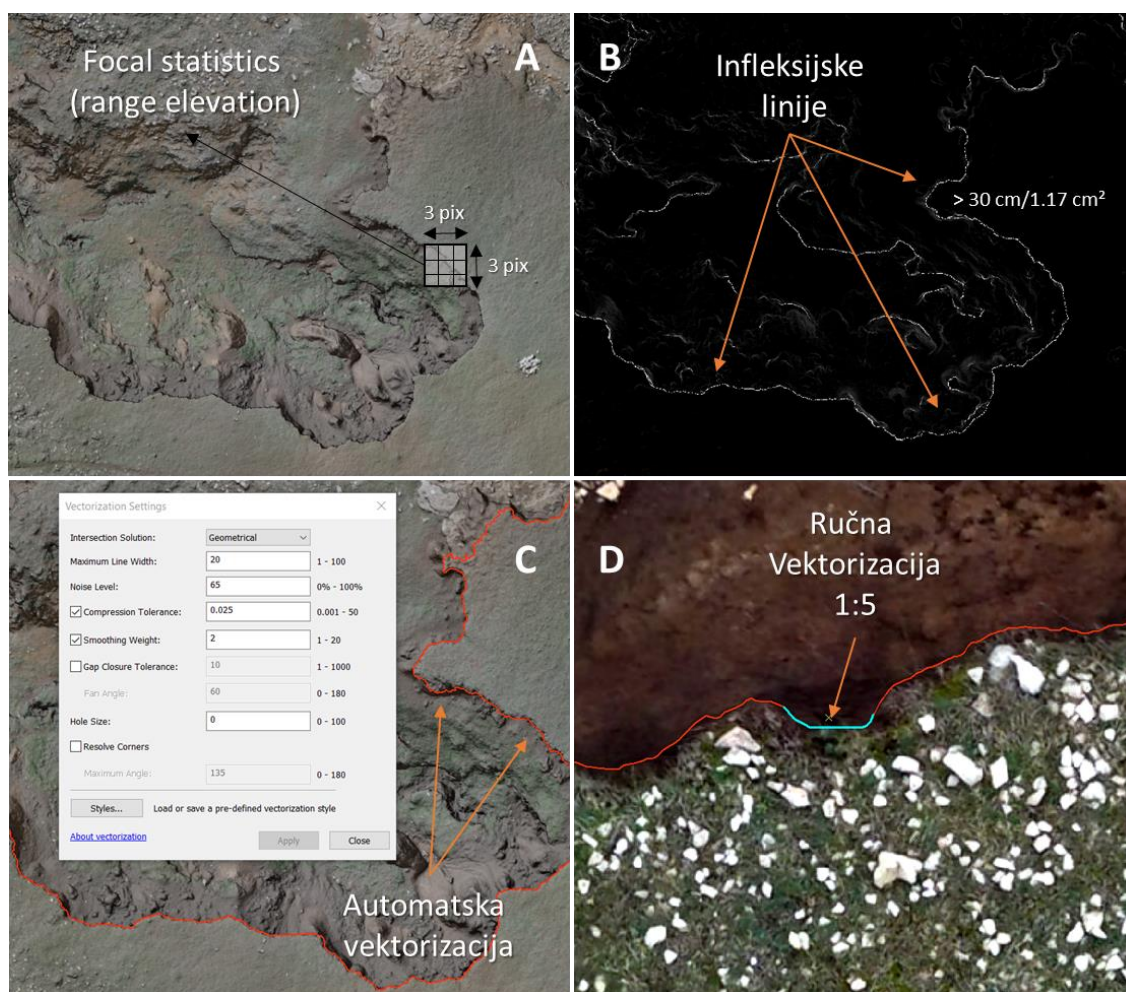 Focal statistics
(range elevation)
A
3 pix
3 pix
B
Infleksijske
linije
> 30 cm/1.17 cm²
Vectorization Settings
Intersection Solution: Geometrical
Maximum Line Width: 20 1 - 100
Noise Level: 65 0% - 100%
Compression Tolerance: 0.025 0.001 - 50
Smoothing Weight: 2 1 - 20
Gap Closure Tolerance: 10 1 - 1000
Fan Angle: 60 0 - 180
Hole Size: 0 0 - 100
Resolve Corners
Maximum Angle: 135 0 - 180
Styles... Load or save a pre-defined vectorization style
About vectorization Apply Close
C
Automatska
vektorizacija
D
Ručna
Vektorizacija
1:5